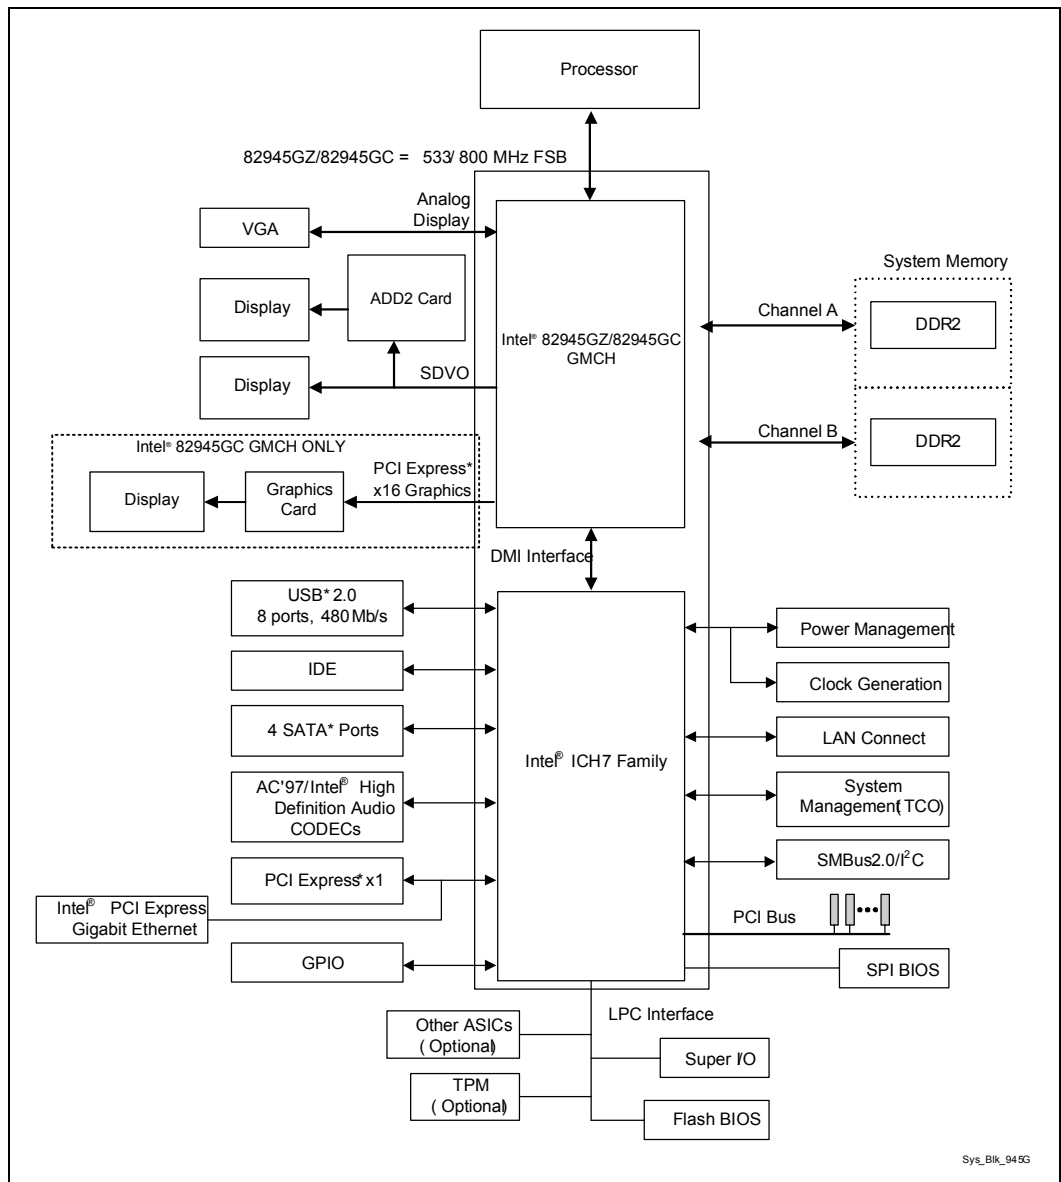 Processor
82945GZ/82945GC = 533/ 800 MHz FSB
Analog
Display
VGA
System Memory
ADD2 Card
Display
Channel A
DDR2
Intel® 82945GZ/82945GC
GMCH
SDVO
Display
Channel B
DDR2
Intel® 82945GC GMCH ONLY
PCI Express*
x16 Graphics
Display
Graphics
Card
DMI Interface
USB* 2.0
8 ports, 480Mb/s
Power Management
IDE
Clock Generation
4 SATA* Ports
LAN Connect
Intel® ICH7 Family
AC'97/Intel® High
Definition Audio
CODECs
System
Management(TCO)
PCI Express* x1
SMBus2.0/I²C
Intel® PCI Express
Gigabit Ethernet
PCI Bus
GPIO
SPI BIOS
LPC Interface
Other ASICs
( Optional)
Super I/O
TPM
( Optional)
Flash BIOS
Sys_Blk_945G